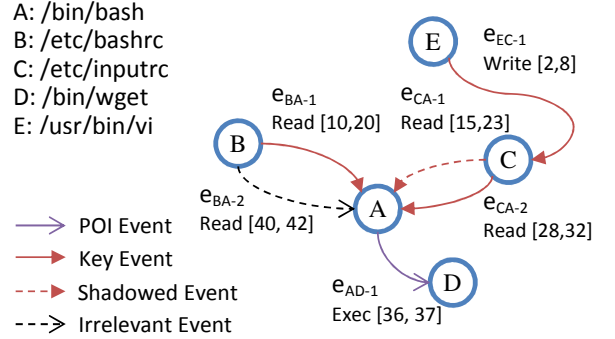 A: /bin/bash
B: /etc/bashrc
C: /etc/inputrc
D: /bin/wget
E: /usr/bin/vi
E
eEC-1
Write [2,8]
eBA-1
Read [10,20]
eCA-1
Read [15,23]
B
C
eBA-2
Read [40, 42]
A
eCA-2
Read [28,32]
D
eAD-1
Exec [36, 37]
POI Event
Key Event
Shadowed Event
Irrelevant Event